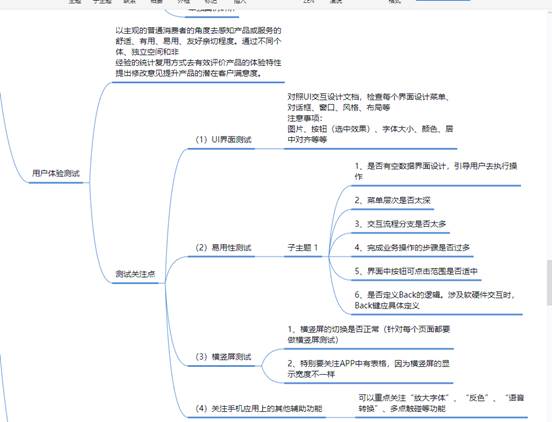 以主观的普通消费者的角度去感知产品或服务的
舒适、有用、易用、友好亲切程度。通过不同个
体、独立空间和非
经验的统计复用方式去有效评价产品的体验特性
提出修改意见提升产品的潜在客户满意度。
用户体验测试
测试关注点
（1）UI界面测试
对照UI交互设计文档，检查每个界面设计菜单、
对话框、窗口、风格、布局等
注意事项：
图片、按钮（选中效果）、字体大小、颜色、居
中对齐等等
（2）易用性测试
子主题 1
1、是否有空数据界面设计，引导用户去执行操
作
2、菜单层次是否太深
3、交互流程分支是否太多
4、完成业务操作的步骤是否过多
5、界面中按钮可点击范围是否适中
6、是否定义Back的逻辑。涉及软硬件交互时，
Back键应具体定义
（3）横竖屏测试
1、横竖屏的切换是否正常（针对每个页面都要
做横竖屏测试）
2、特别要关注APP中有表格，因为横竖屏的显
示宽度不一样
（4）关注手机应用上的其他辅助功能
可以重点关注“放大字体”、“反色”、“语音
转换”、多点触碰等功能